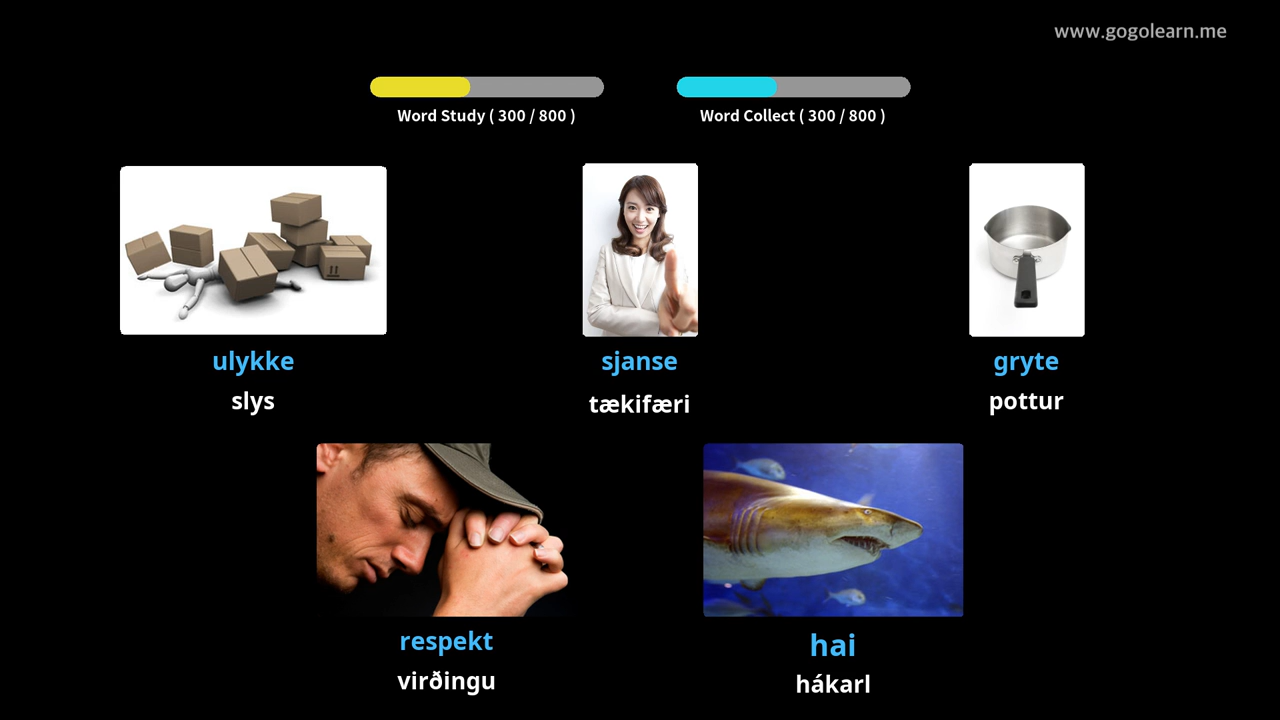 www.gogolearn.me
Word Study ( 300 / 800 )
Word Collect ( 300 / 800 )
ulykke
slys
sjanse
tækifæri
gryte
pottur
respekt
virðingu
hai
hákarl